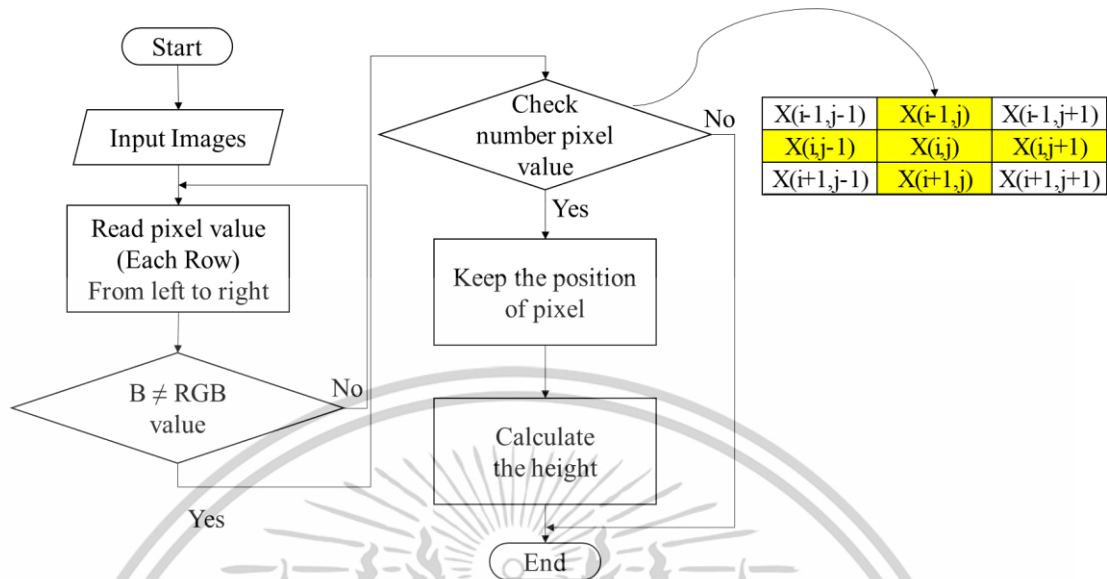 Start
Input Images
Read pixel value
(Each Row)
From left to right
B ≠ RGB
value
No
Yes
Check
number pixel
value
No
Yes
Keep the position
of pixel
Calculate
the height
End
X(i-1,j-1) X(i-1,j) X(i-1,j+1)
X(i,j-1) X(i,j) X(i,j+1)
X(i+1,j-1) X(i+1,j) X(i+1,j+1)